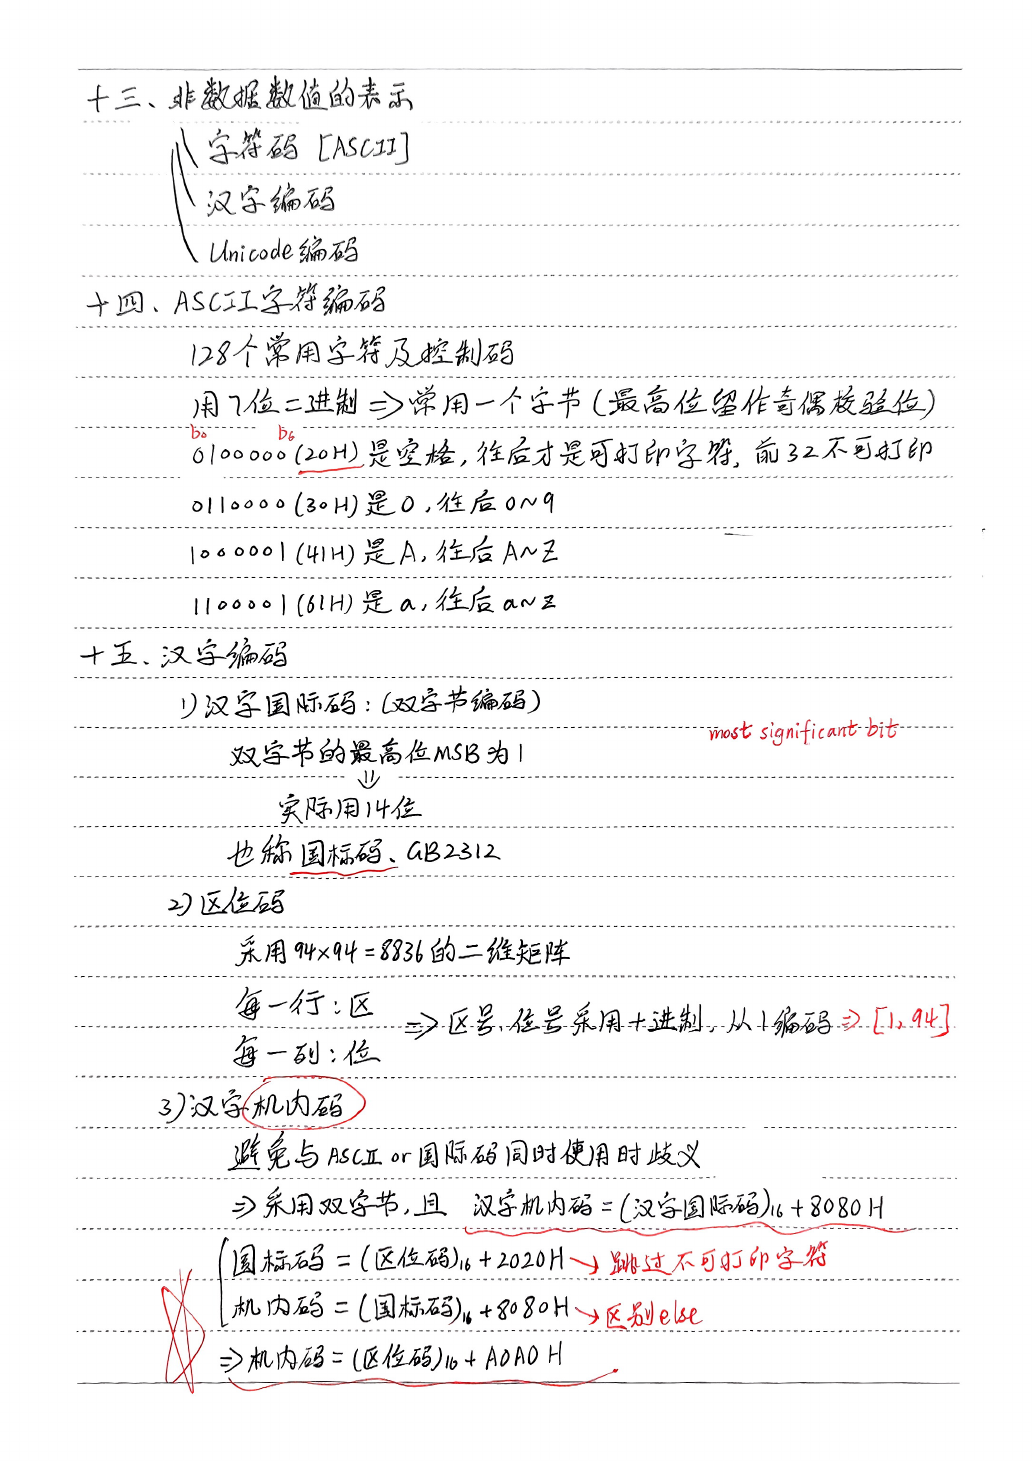 十三、非数据数值的表示
字符码 [ASCII]
汉字编码
Unicode编码
十四、ASCII字符编码
128个常用字符及控制码
用7位二进制 => 常用一个字节(最高位留作奇偶校验位)
b0 b6
0100000(20H)是空格,往后才是可打印字符,前32不可打印
0110000(30H)是0,往后0~9
1000001(41H)是A,往后A~Z
1100001(61H)是a,往后a~z
十五、汉字编码
1)汉字国际码:(双字节编码)
most significant bit
双字节的最高位MSB为1
⇓
实际用14位
也称国标码、GB2312
2)区位码
采用94×94=8836的二维矩阵
每一行:区
=> 区号,位号采用十进制,从1编码 => [1,94]
每一列:位
3)汉字机内码
避免与ASCII or 国际码同时使用时歧义
=> 采用双字节,且 汉字机内码=(汉字国际码)16+8080H
国标码=(区位码)16+2020H → 跳过不可打印字符
机内码=(国标码)16+8080H → 区别else
=> 机内码=(区位码)16+A0A0H